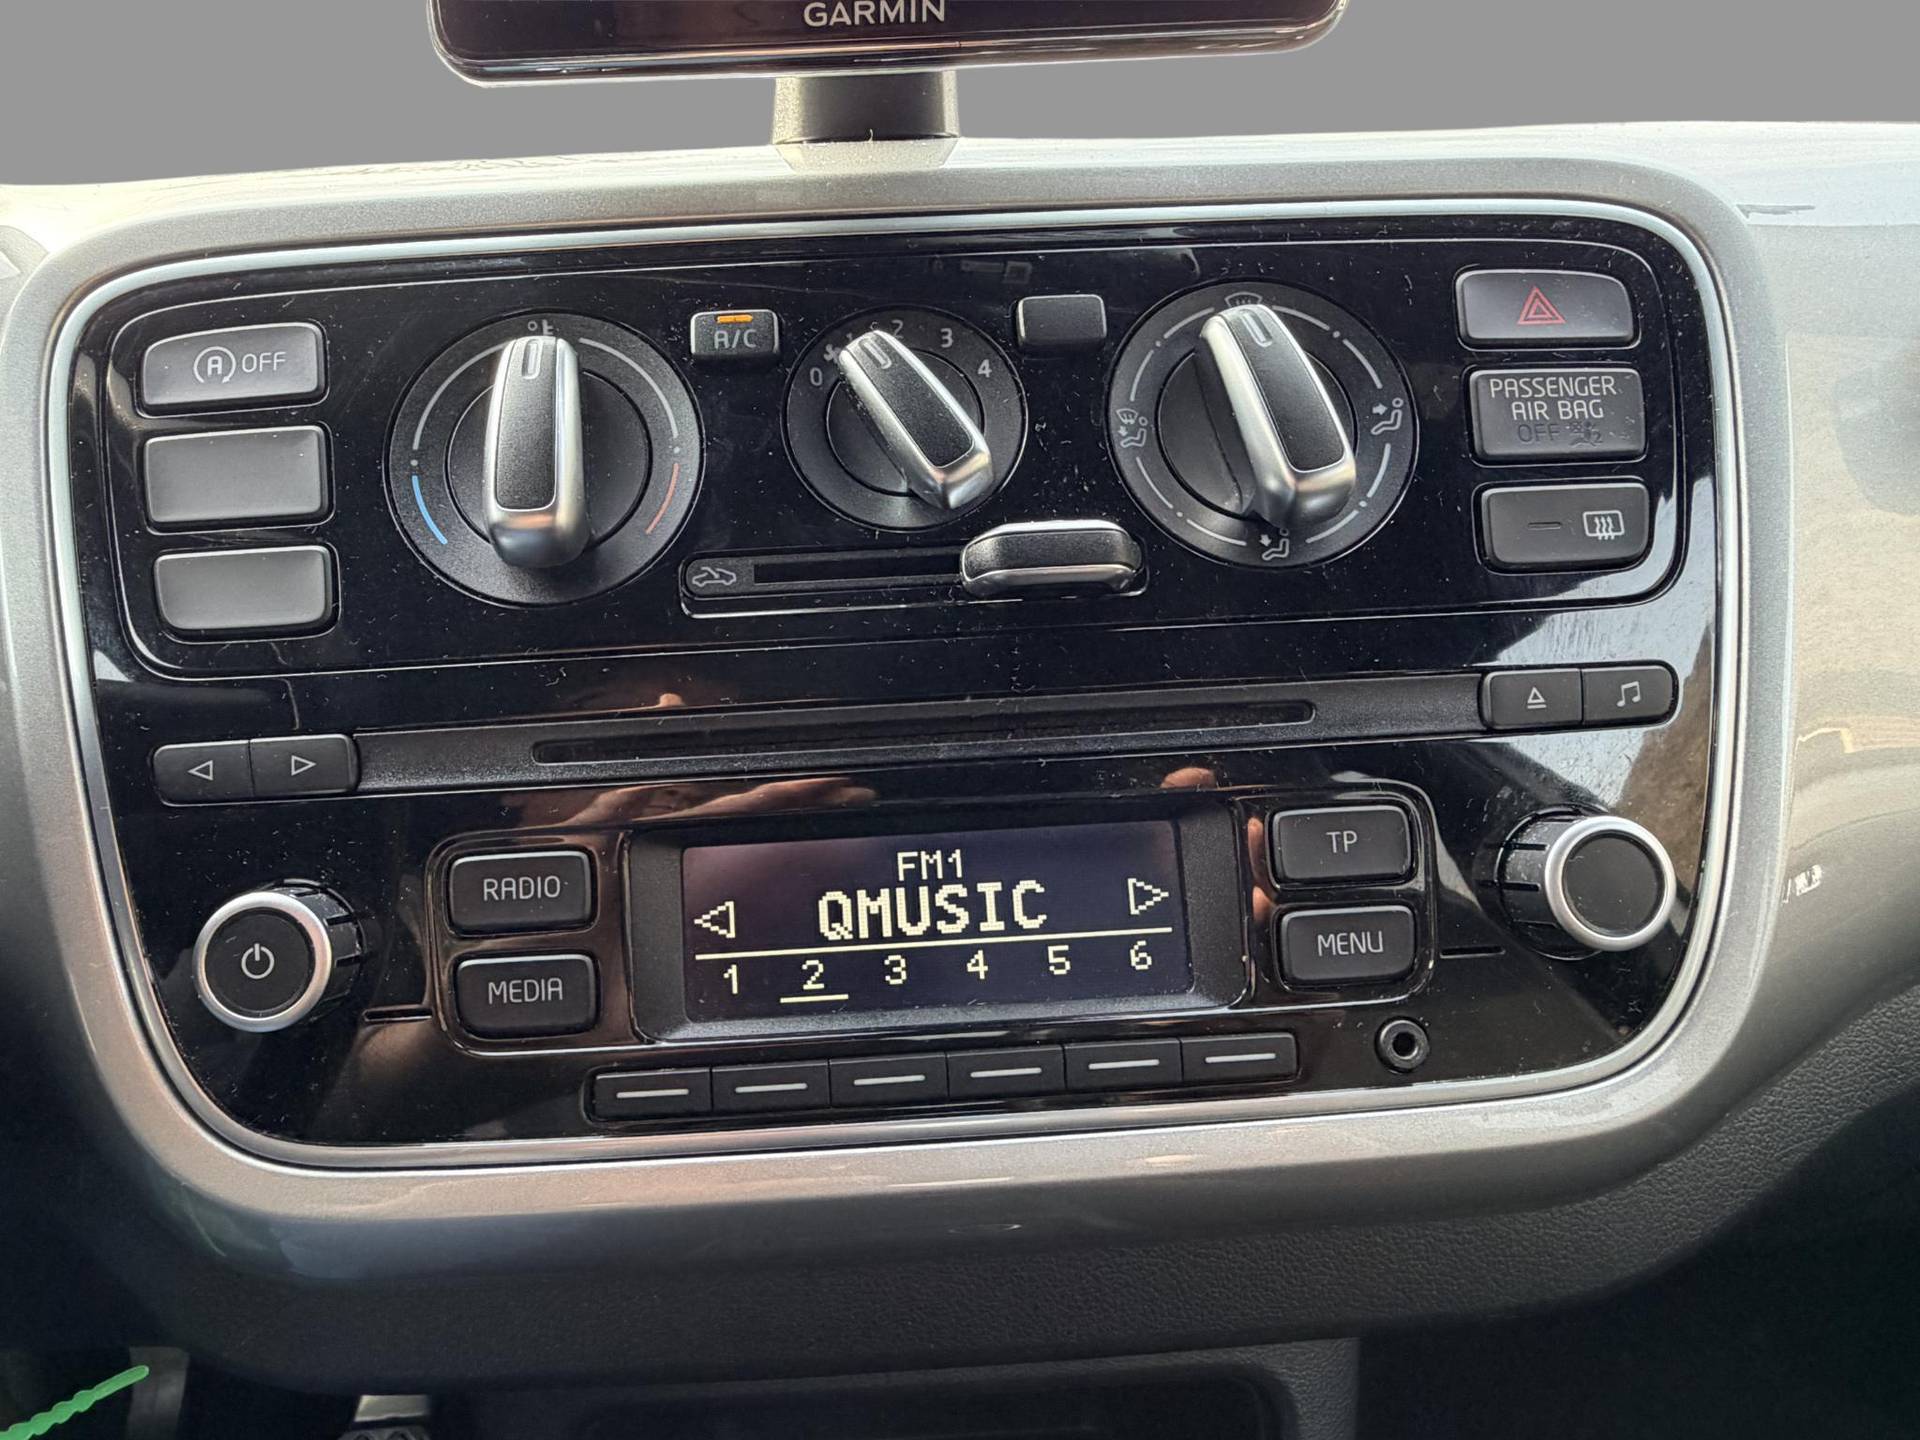 GARMIN
OFF
A/C
0 1 2 3 4
PASSENGER
AIR BAG
OFF
RADIO
MEDIA
FM1
QMUSIC
1 2 3 4 5 6
TP
MENU